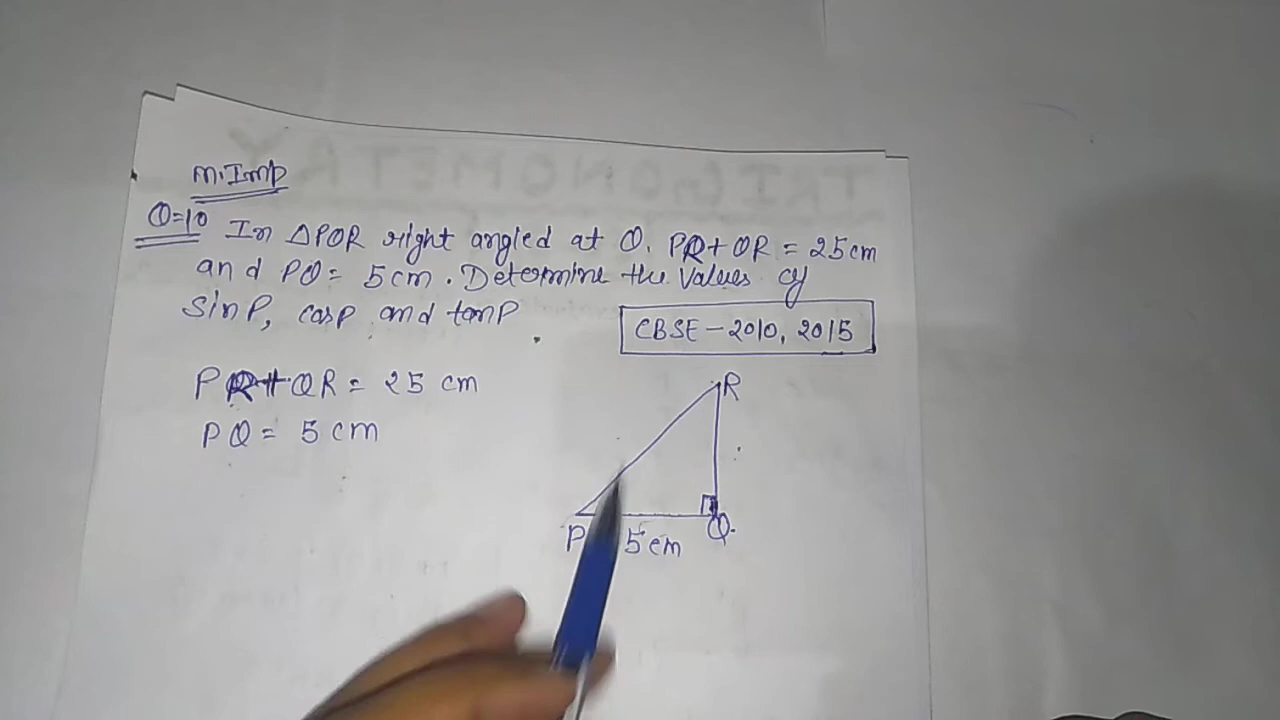 M.Imp
Q=10 In ΔPQR right angled at Q. PR+QR = 25cm
and PQ = 5cm. Determine the values of
sinP, cosP and tanP.
CBSE-2010, 2015
PR+QR = 25 cm
PQ = 5 cm
R
P
5cm
Q
TRIGONOMETRY